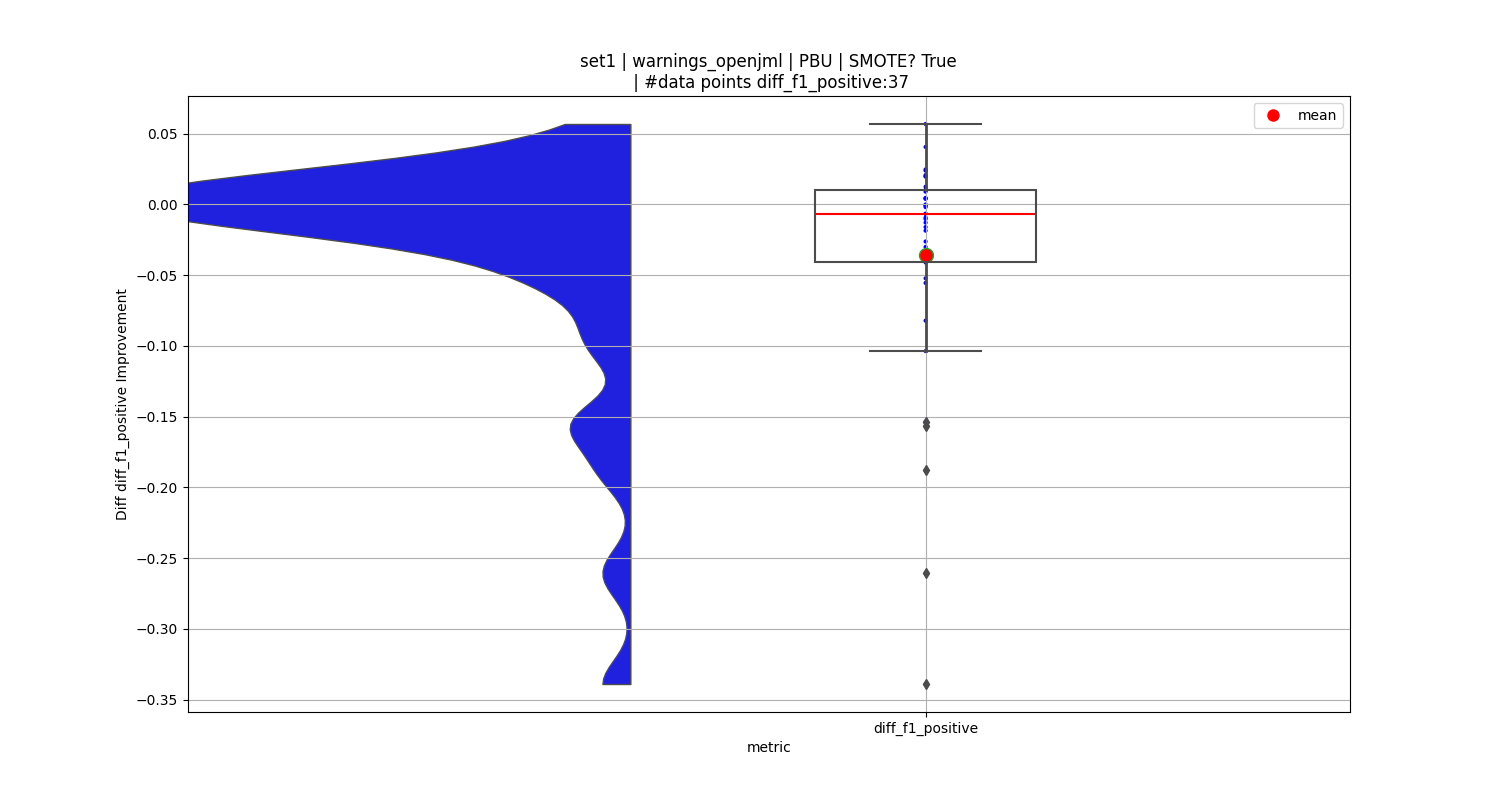 set1 | warnings_openjml | PBU | SMOTE? True
| #data points diff_f1_positive:37
mean
0.05
0.00
−0.05
−0.10
−0.15
−0.20
−0.25
−0.30
−0.35
Diff diff_f1_positive Improvement
diff_f1_positive
metric